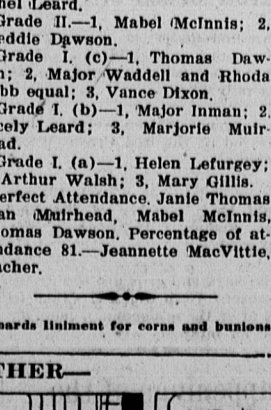 nel Leard.
Grade II.—1, Mabel McInnis; 2,
eddie Dawson.
Grade I. (c)—1, Thomas Daw-
n; 2, Major Waddell and Rhoda
bb equal; 3, Vance Dixon.
Grade I. (b)—1, Major Inman; 2,
cely Leard; 3, Marjorie Muir-
ad.
Grade I. (a)—1, Helen Lefurgey;
Arthur Walsh; 3, Mary Gillis.
erfect Attendance. Janie Thomas
an Muirhead, Mabel McInnis,
omas Dawson. Percentage of at-
ndance 81.—Jeannette MacVittie,
acher.
nards liniment for corns and bunions
THER—